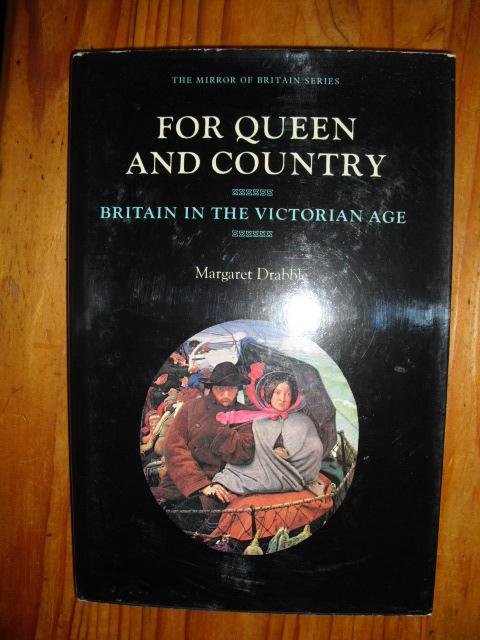 THE MIRROR OF BRITAIN SERIES
FOR QUEEN
AND COUNTRY
BRITAIN IN THE VICTORIAN AGE
Margaret Drabble